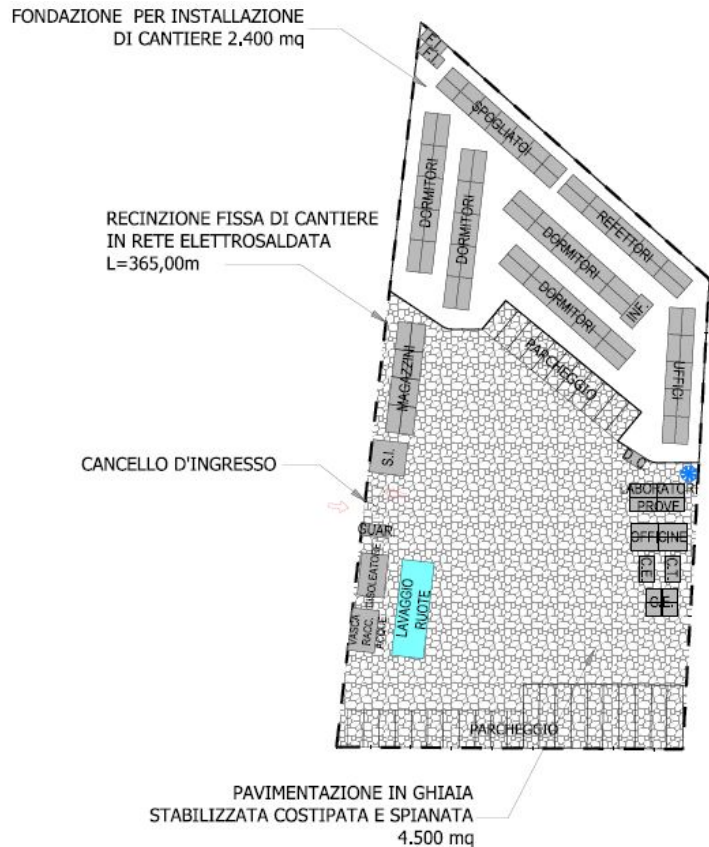 FONDAZIONE PER INSTALLAZIONE
DI CANTIERE 2.400 mq
F.I.
F.I.
SPOGLIATOI
DORMITORI
DORMITORI
REFETTORI
DORMITORI
DORMITORI
INF.
UFFICI
RECINZIONE FISSA DI CANTIERE
IN RETE ELETTROSALDATA
L=365,00m
PARCHEGGIO
MAGAZZINI
S.I.
CANCELLO D'INGRESSO
LABORATORI
PROVE
GUAR
OFFICINE
C.E.
C.T.
DISOLEATORE
LAVAGGIO
RUOTE
VASCA
RACC.
ACQUE
PARCHEGGIO
PAVIMENTAZIONE IN GHIAIA
STABILIZZATA COSTIPATA E SPIANATA
4.500 mq